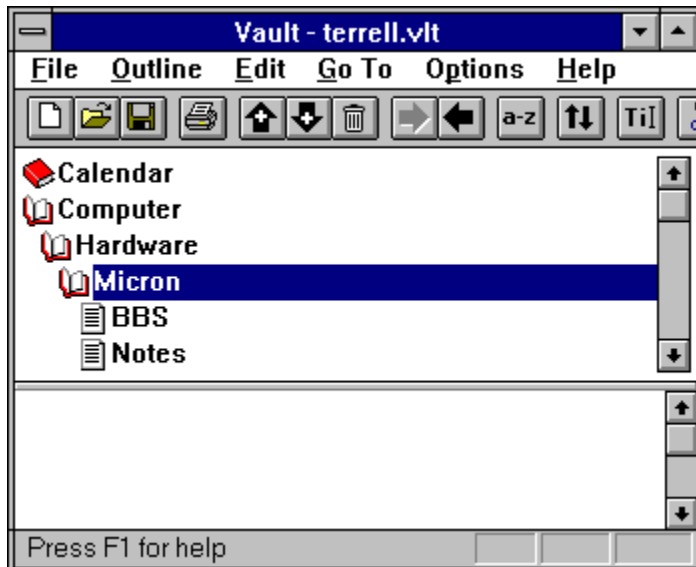 Vault - terrell.vlt
File Outline Edit Go To Options Help
a-z TiI
Calendar
Computer
Hardware
Micron
BBS
Notes
Press F1 for help